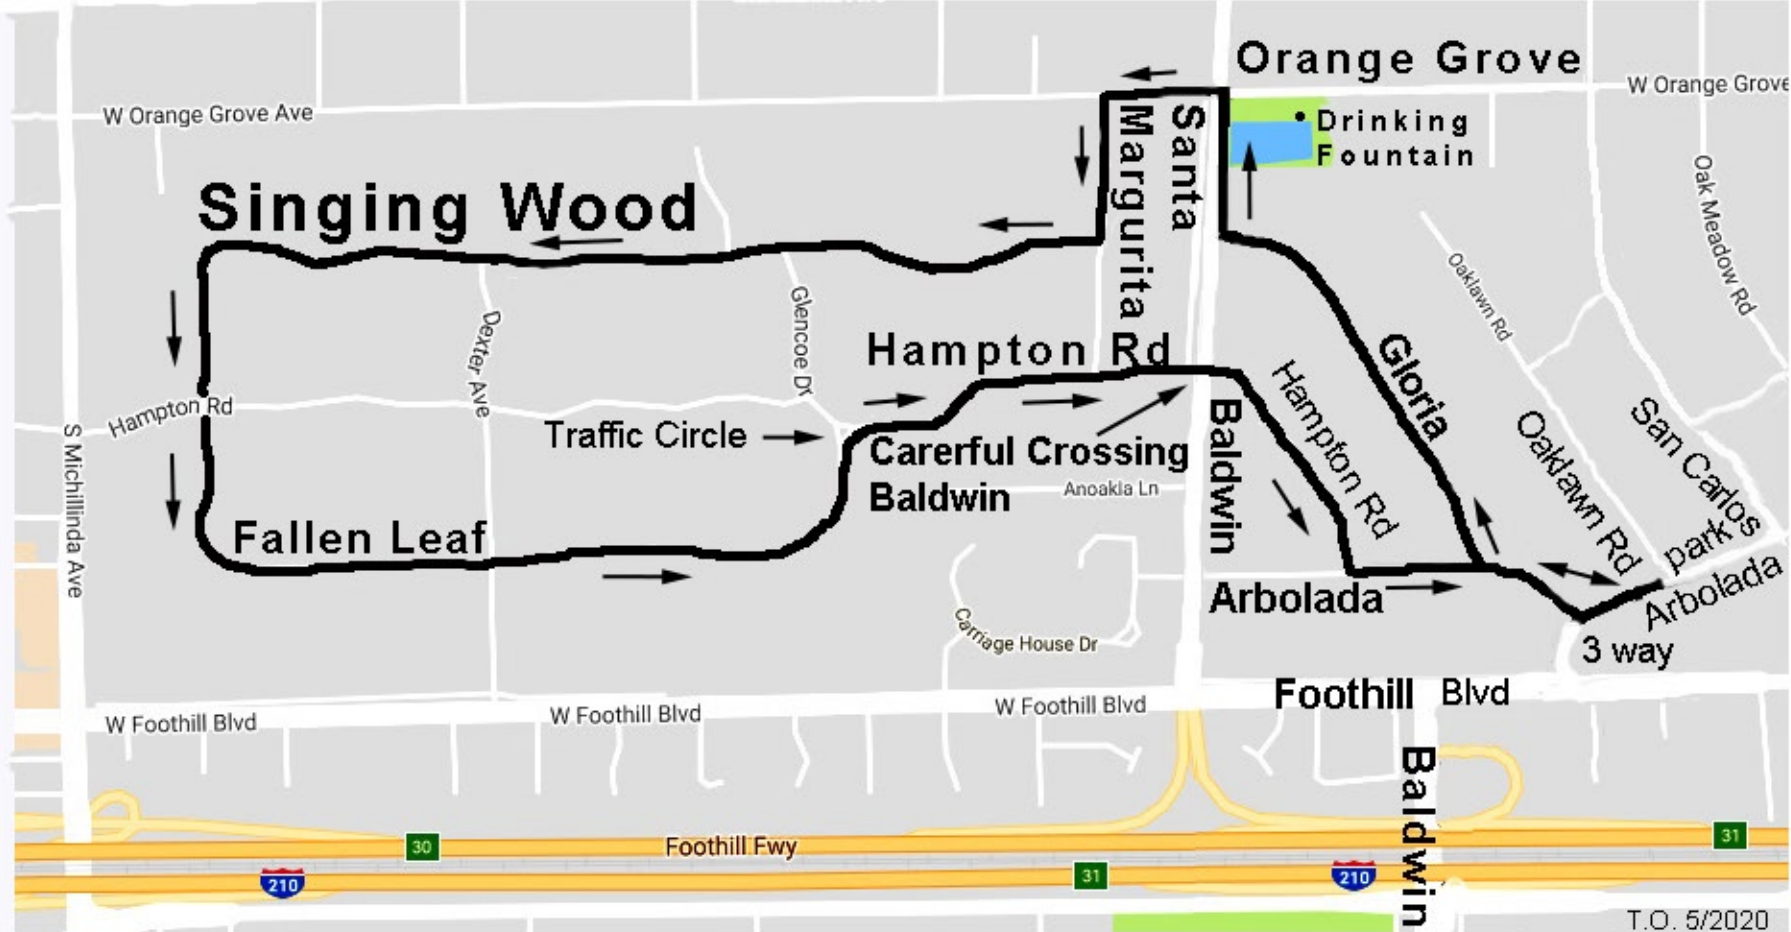 Orange Grove
W Orange Grove
W Orange Grove Ave
Drinking
Fountain
Santa
Margurita
Singing Wood
Oak Meadow Rd
Oaklawn Rd
Glencoe Dr
Dexter Ave
Hampton Rd
Gloria
Hampton Rd
Hampton Rd
San Carlos
Oaklawn Rd
Traffic Circle
Carerful Crossing
Baldwin
Baldwin
Anoakia Ln
S Michillinda Ave
Fallen Leaf
parks
Arbolada
Arbolada
Carriage House Dr
3 way
Foothill Blvd
W Foothill Blvd
W Foothill Blvd
W Foothill Blvd
Baldwin
30
Foothill Fwy
31
31
210
210
T.O. 5/2020